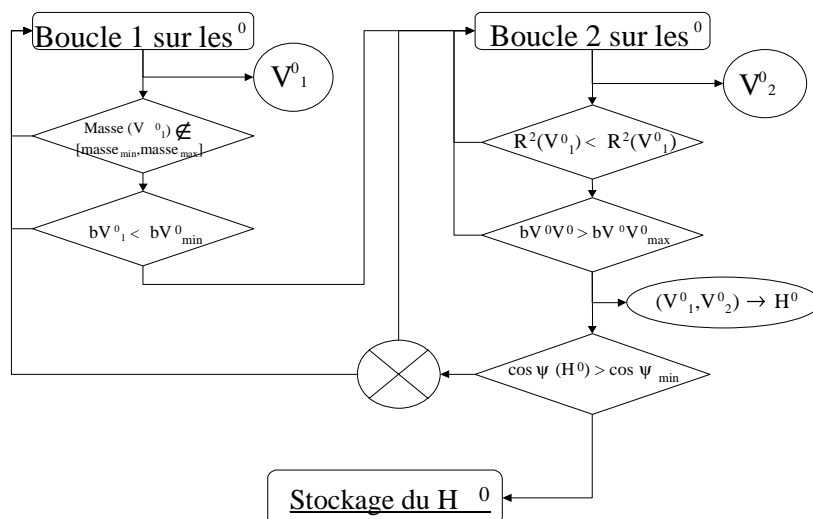 Boucle 1 sur les ⁰
V⁰₁
Masse (V ⁰₁) ∉
[masse_min,masse_max]
bV⁰₁ < bV⁰_min
Boucle 2 sur les ⁰
V⁰₂
R²(V⁰₁) < R²(V⁰₁)
bV⁰V⁰ > bV⁰V⁰_max
(V⁰₁,V⁰₂) → H⁰
cos ψ (H⁰) > cos ψ_min
Stockage du H ⁰